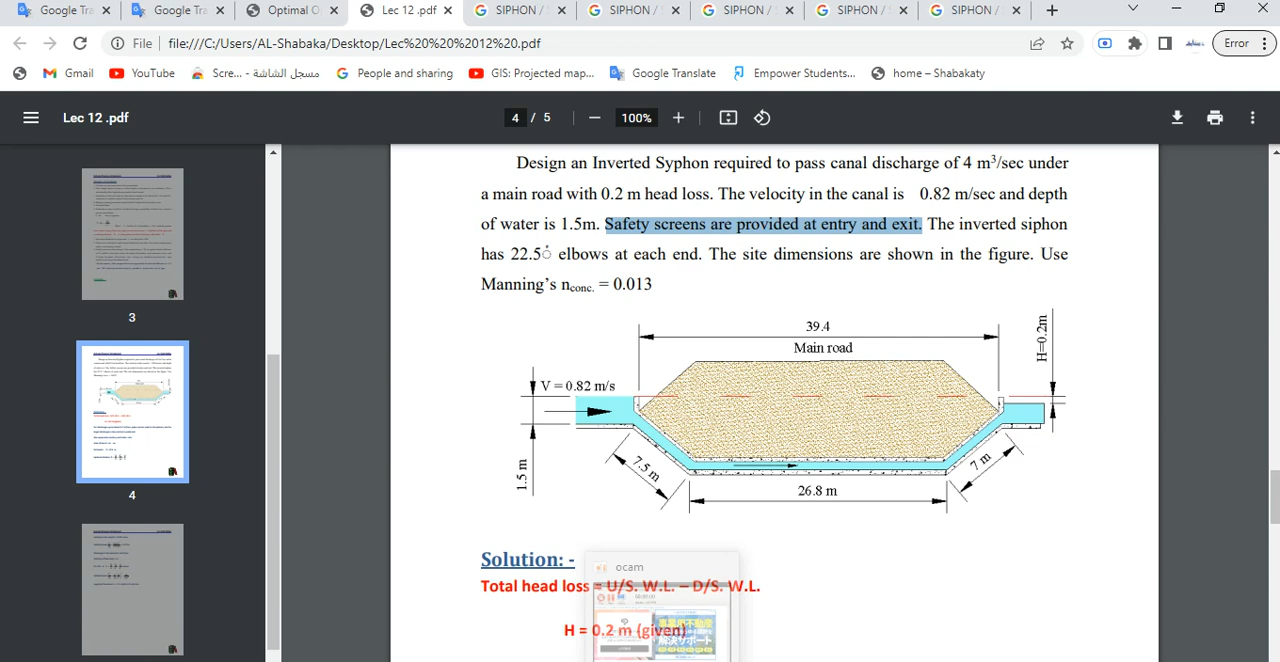 Google Tra
Google Tra
Optimal O
Lec 12 .pdf
SIPHON /
SIPHON /
SIPHON /
SIPHON /
SIPHON /
File
file:///C:/Users/AL-Shabaka/Desktop/Lec%20%20%2012%20.pdf
Error
Gmail
YouTube
Scre... - مسجل الشاشة
People and sharing
GIS: Projected map...
Google Translate
Empower Students...
home – Shabakaty
Lec 12 .pdf
4 / 5
100%
3
4
Design an Inverted Syphon required to pass canal discharge of 4 m³/sec under
a main road with 0.2 m head loss. The velocity in the canal is 0.82 m/sec and depth
of water is 1.5m. Safety screens are provided at entry and exit. The inverted siphon
has 22.5o̊ elbows at each end. The site dimensions are shown in the figure. Use
Manning's nconc. = 0.013
39.4
Main road
H=0.2m
V = 0.82 m/s
1.5 m
7.5 m
7 m
26.8 m
Solution: -
ocam
Total head loss = U/S. W.L. – D/S. W.L.
H = 0.2 m (given)